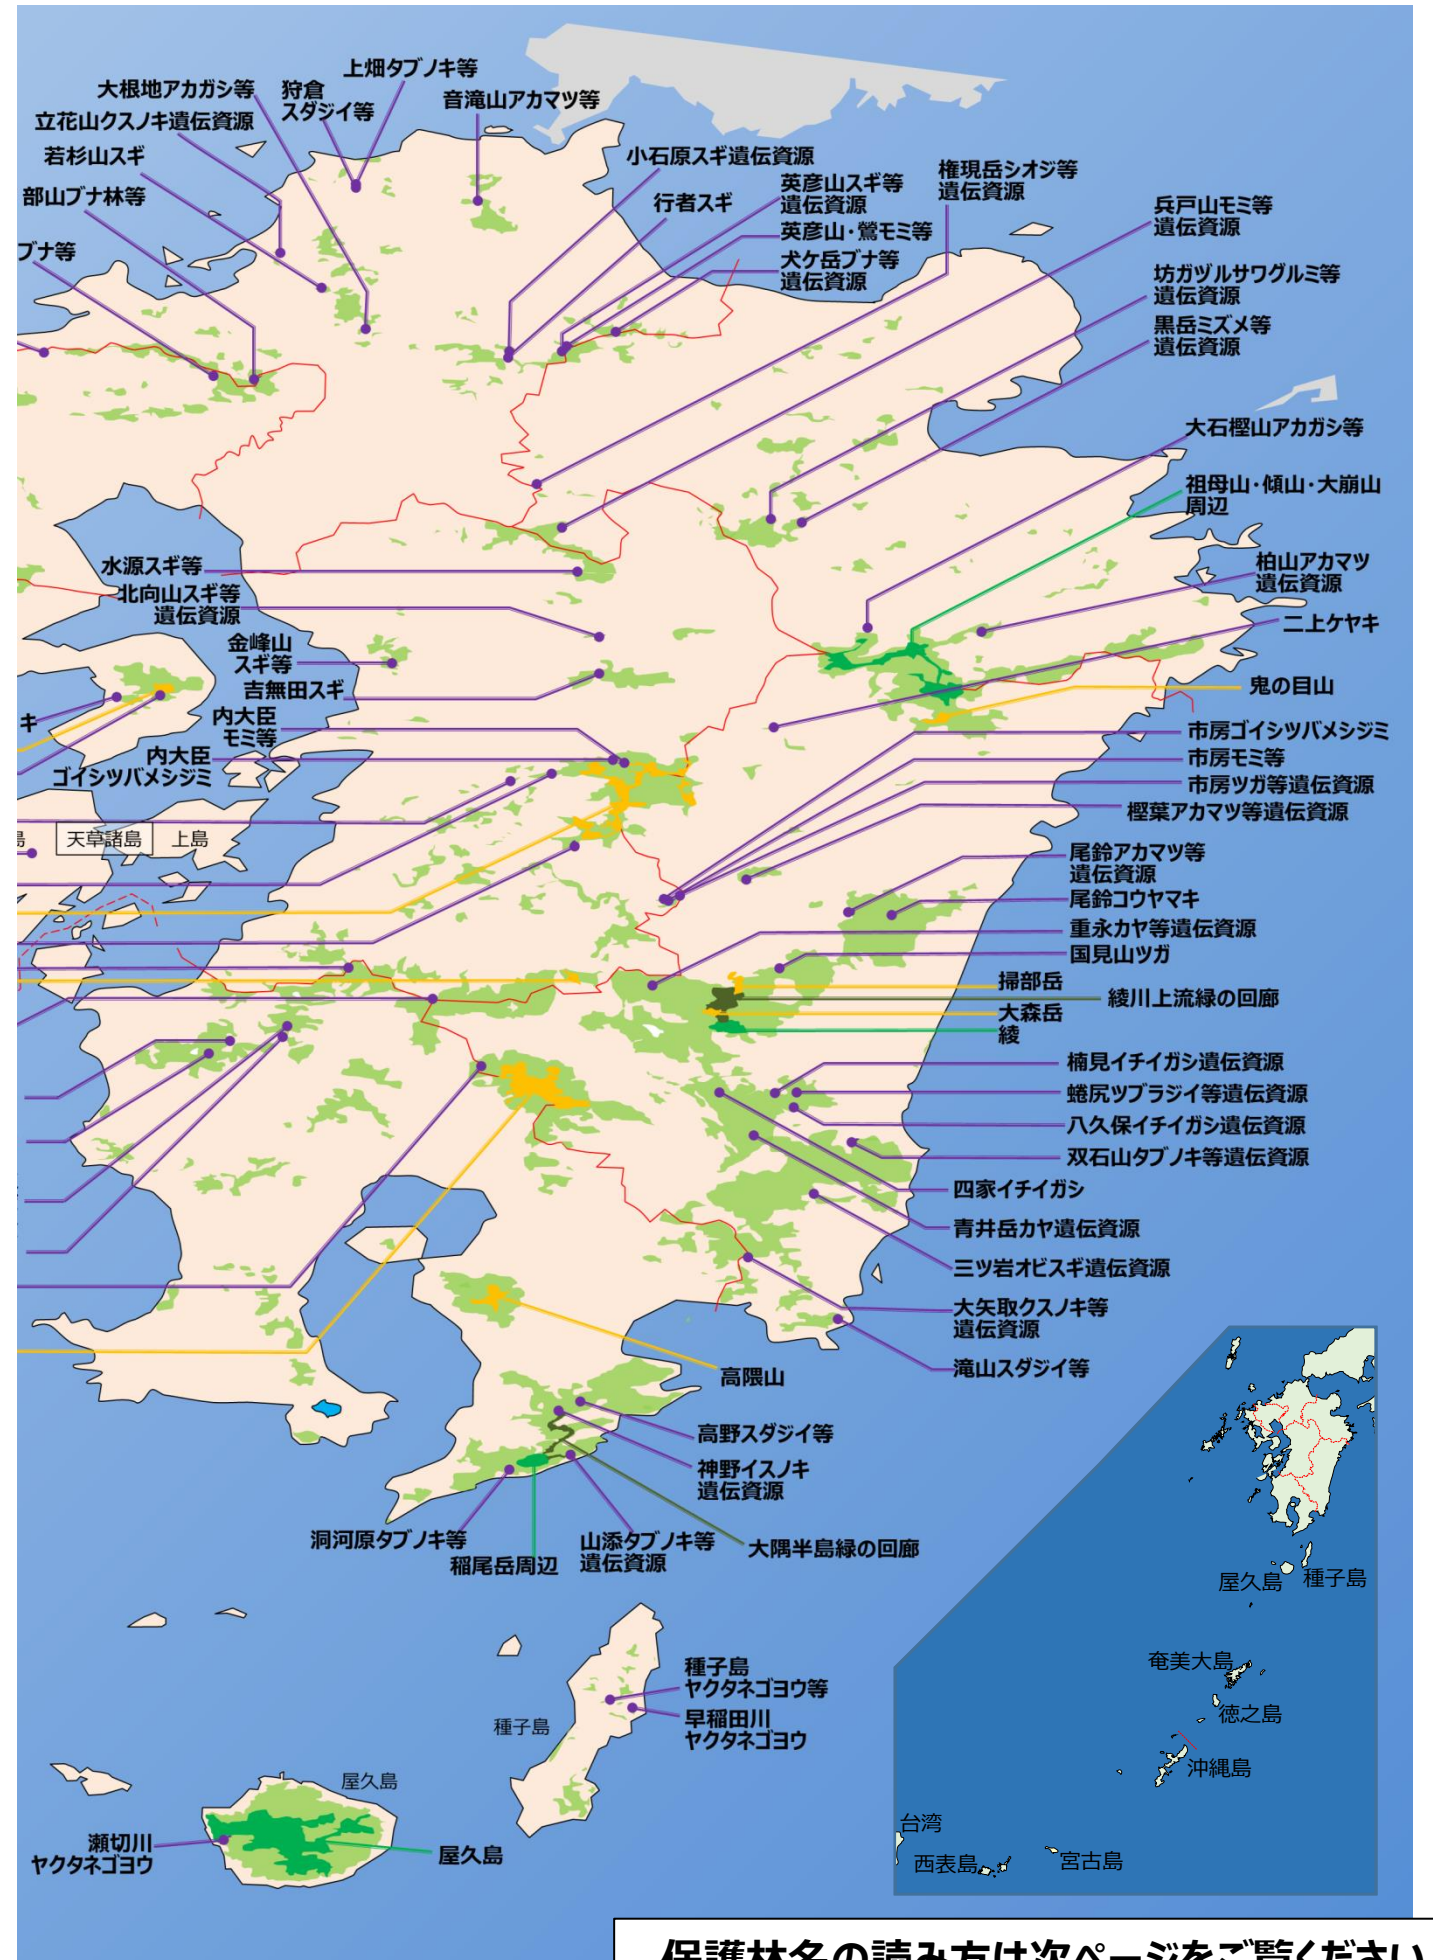 上畑タブノキ等
大根地アカガシ等
狩倉
スダジイ等
音滝山アカマツ等
立花山クスノキ遺伝資源
若杉山スギ
部山ブナ林等
ブナ等
小石原スギ遺伝資源
行者スギ
英彦山スギ等
遺伝資源
英彦山・鶯モミ等
犬ケ岳ブナ等
遺伝資源
権現岳シオジ等
遺伝資源
兵戸山モミ等
遺伝資源
坊ガヅルサワグルミ等
遺伝資源
黒岳ミズメ等
遺伝資源
大石樫山アカガシ等
祖母山・傾山・大崩山
周辺
柏山アカマツ
遺伝資源
二上ケヤキ
鬼の目山
水源スギ等
北向山スギ等
遺伝資源
金峰山
スギ等
吉無田スギ
内大臣
モミ等
内大臣
ゴイシツバメシジミ
キ
島
天草諸島
上島
市房ゴイシツバメシジミ
市房モミ等
市房ツガ等遺伝資源
樫葉アカマツ等遺伝資源
尾鈴アカマツ等
遺伝資源
尾鈴コウヤマキ
重永カヤ等遺伝資源
国見山ツガ
掃部岳
綾川上流緑の回廊
大森岳
綾
楠見イチイガシ遺伝資源
蜷尻ツブラジイ等遺伝資源
八久保イチイガシ遺伝資源
双石山タブノキ等遺伝資源
四家イチイガシ
青井岳カヤ遺伝資源
三ツ岩オビスギ遺伝資源
大矢取クスノキ等
遺伝資源
滝山スダジイ等
高隈山
高野スダジイ等
神野イスノキ
遺伝資源
洞河原タブノキ等
稲尾岳周辺
山添タブノキ等
遺伝資源
大隅半島緑の回廊
種子島
ヤクタネゴヨウ等
早稲田川
ヤクタネゴヨウ
種子島
屋久島
瀬切川
ヤクタネゴヨウ
屋久島
屋久島
種子島
奄美大島
徳之島
沖縄島
台湾
西表島
宮古島
保護林名の読み方は次ページをご覧ください